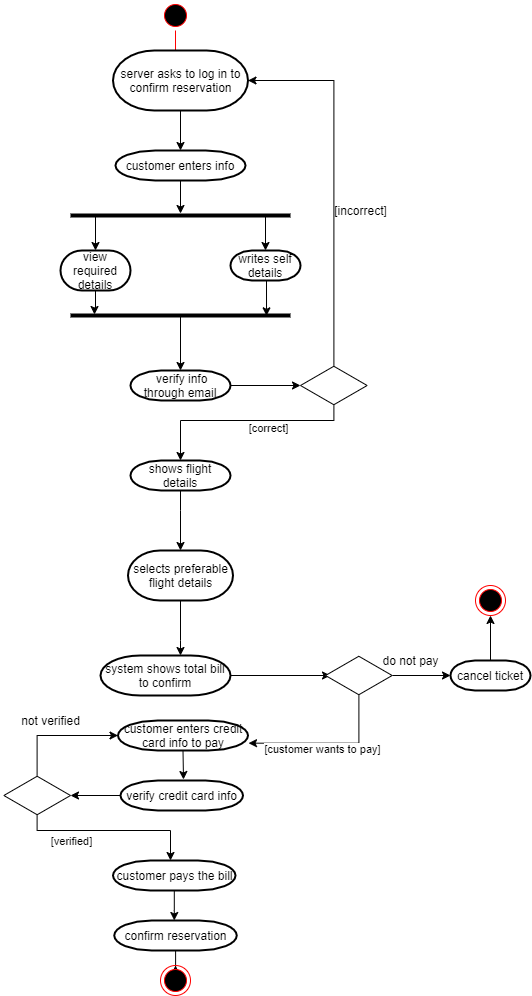 server asks to log in to
confirm reservation
customer enters info
[incorrect]
view
required
details
writes self
details
verify info
through email
[correct]
shows flight
details
selects preferable
flight details
system shows total bill
to confirm
do not pay
cancel ticket
not verified
customer enters credit
card info to pay
[customer wants to pay]
verify credit card info
[verified]
customer pays the bill
confirm reservation